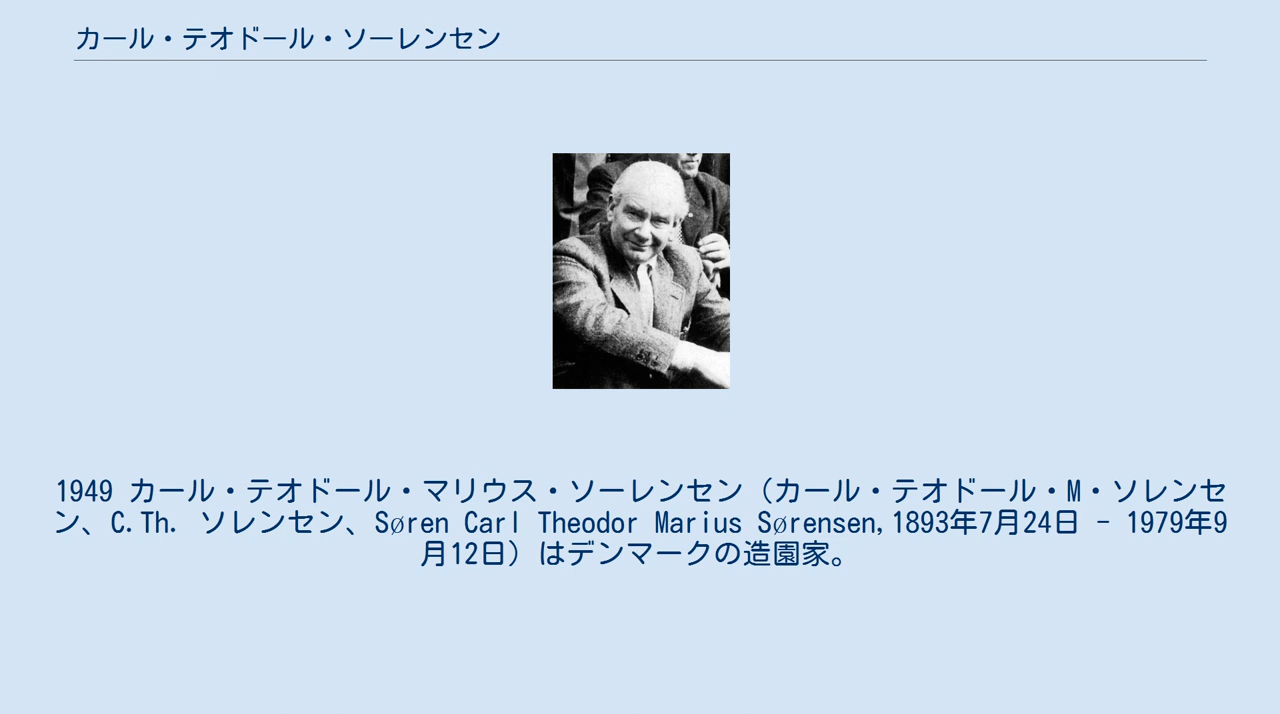 カール・テオドール・ソーレンセン
1949 カール・テオドール・マリウス・ソーレンセン（カール・テオドール・M・ソレンセ
ン、C.Th. ソレンセン、Søren Carl Theodor Marius Sørensen,1893年7月24日 - 1979年9
月12日）はデンマークの造園家。